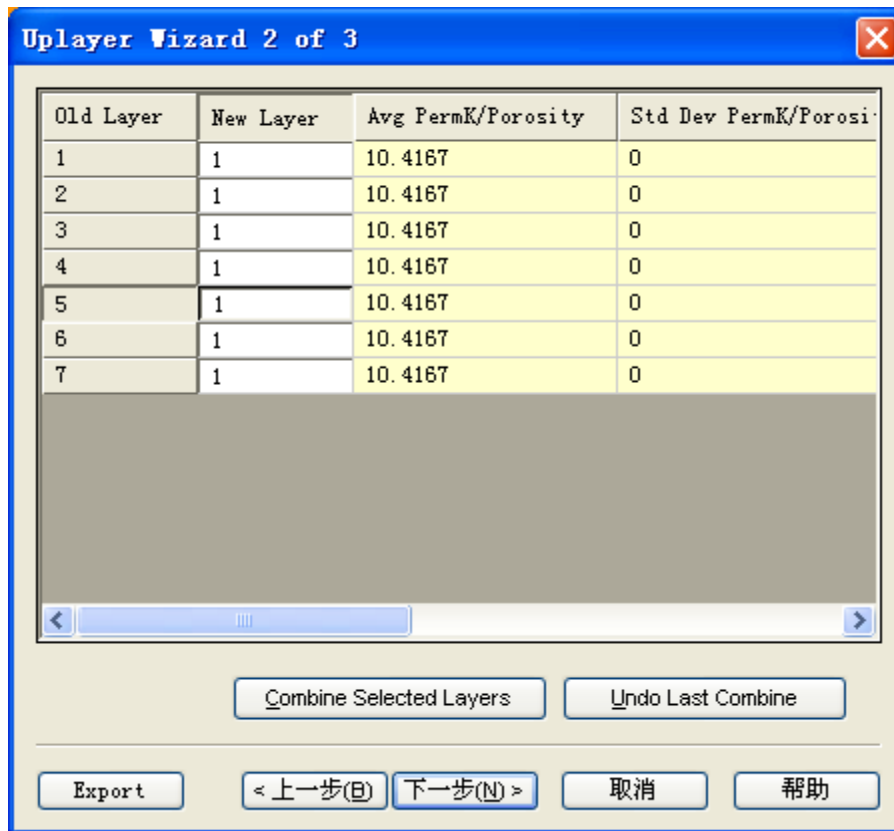 Uplayer Wizard 2 of 3
Old Layer New Layer Avg PermK/Porosity Std Dev PermK/Porosi
1 1 10.4167 0
2 1 10.4167 0
3 1 10.4167 0
4 1 10.4167 0
5 1 10.4167 0
6 1 10.4167 0
7 1 10.4167 0
Combine Selected Layers Undo Last Combine
Export < 上一步(B) 下一步(N) > 取消 帮助